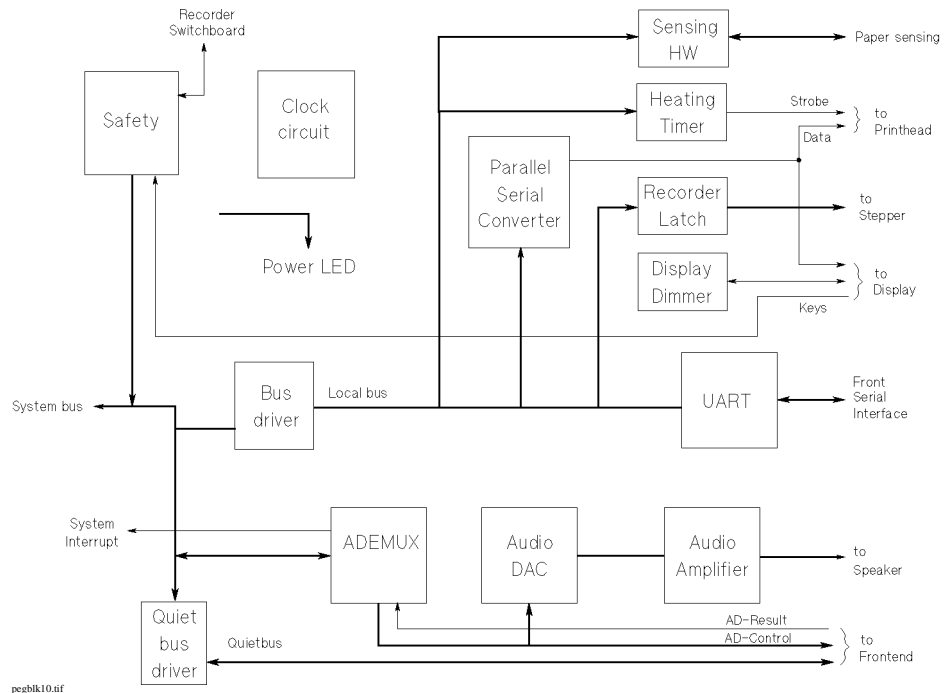 Recorder
Switchboard
Sensing
HW
Paper sensing
Safety
Clock
circuit
Heating
Timer
Strobe
to
Printhead
Data
Parallel
Serial
Converter
Recorder
Latch
to
Stepper
Power LED
Display
Dimmer
to
Display
Keys
System bus
Bus
driver
Local bus
UART
Front
Serial
Interface
System
Interrupt
ADEMUX
Audio
DAC
Audio
Amplifier
to
Speaker
Quiet
bus
driver
Quietbus
AD-Result
AD-Control
to
Frontend
pegblk10.tif